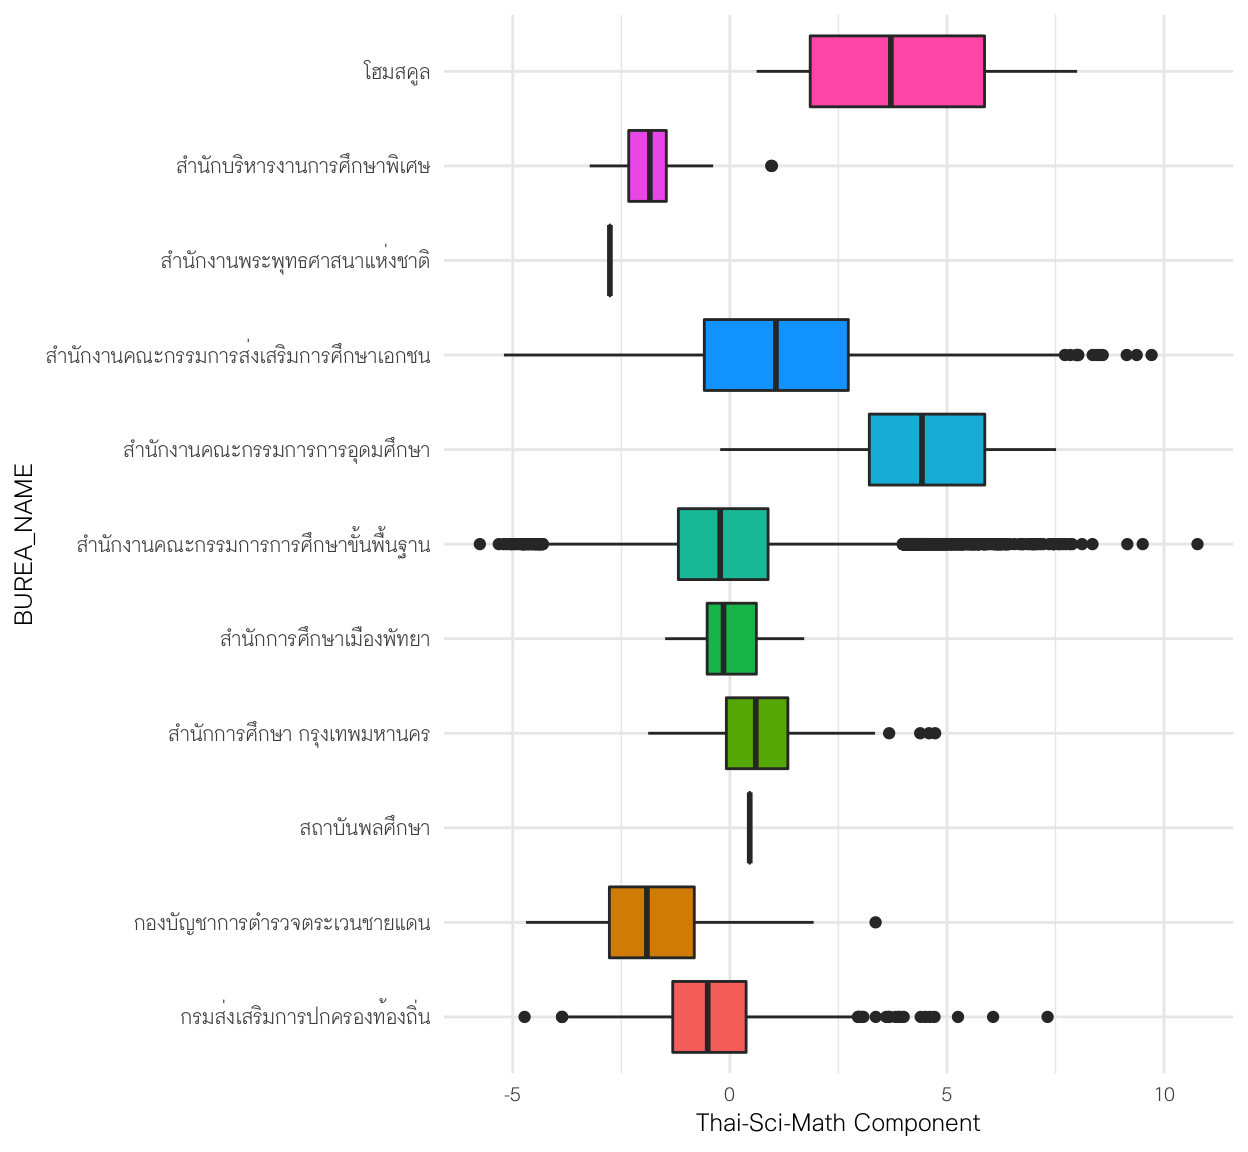 โฮมสคูล
สำนักบริหารงานการศึกษาพิเศษ
สำนักงานพระพุทธศาสนาแห่งชาติ
สำนักงานคณะกรรมการส่งเสริมการศึกษาเอกชน
สำนักงานคณะกรรมการการอุดมศึกษา
สำนักงานคณะกรรมการการศึกษาขั้นพื้นฐาน
สำนักการศึกษาเมืองพัทยา
สำนักการศึกษา กรุงเทพมหานคร
สถาบันพลศึกษา
กองบัญชาการตำรวจตระเวนชายแดน
กรมส่งเสริมการปกครองท้องถิ่น
BUREA_NAME
-5 0 5 10
Thai-Sci-Math Component